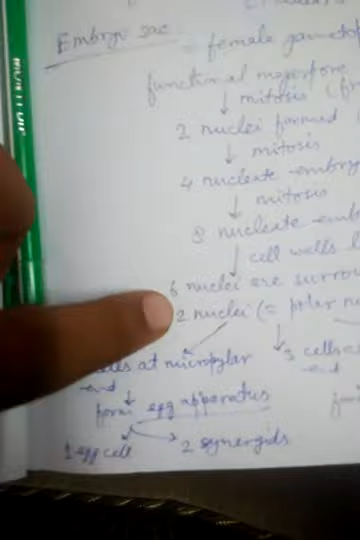 Embryo sac
= female gametop
functional megaspore
↓ mitosis (fr
2 nuclei formed
↓ mitosis
4 nucleate embry
↓ mitosis
8 nucleate emb
↓ cell walls
6 nuclei are surrou
2 nuclei (= polar n
at micropylar
end
3 cells
end
↓
form egg apparatus
1 egg cell
2 synergids